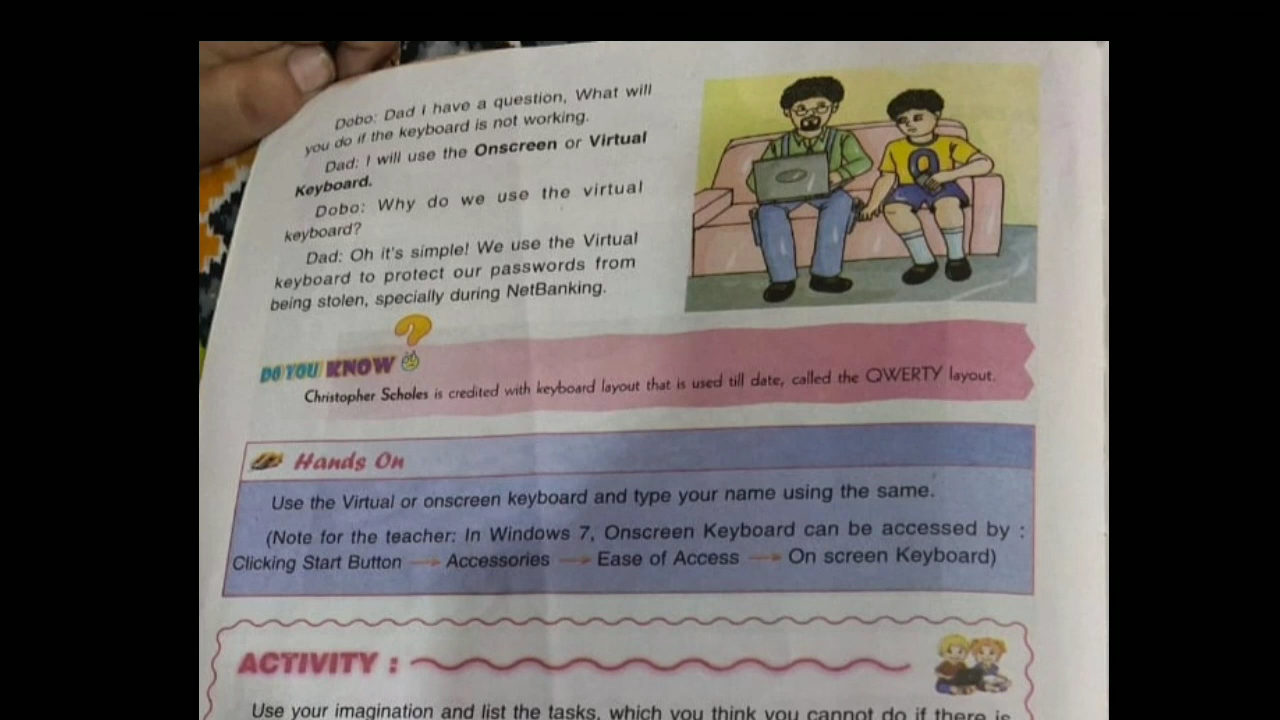 Dobo: Dad I have a question, What will
you do if the keyboard is not working.
Dad: I will use the Onscreen or Virtual
Keyboard.
Dobo: Why do we use the virtual
keyboard?
Dad: Oh it's simple! We use the Virtual
keyboard to protect our passwords from
being stolen, specially during NetBanking.
DO YOU KNOW
Christopher Scholes is credited with keyboard layout that is used till date, called the QWERTY layout.
Hands On
Use the Virtual or onscreen keyboard and type your name using the same.
(Note for the teacher: In Windows 7, Onscreen Keyboard can be accessed by :
Clicking Start Button → Accessories → Ease of Access → On screen Keyboard)
ACTIVITY :
Use your imagination and list the tasks, which you think you cannot do if there is